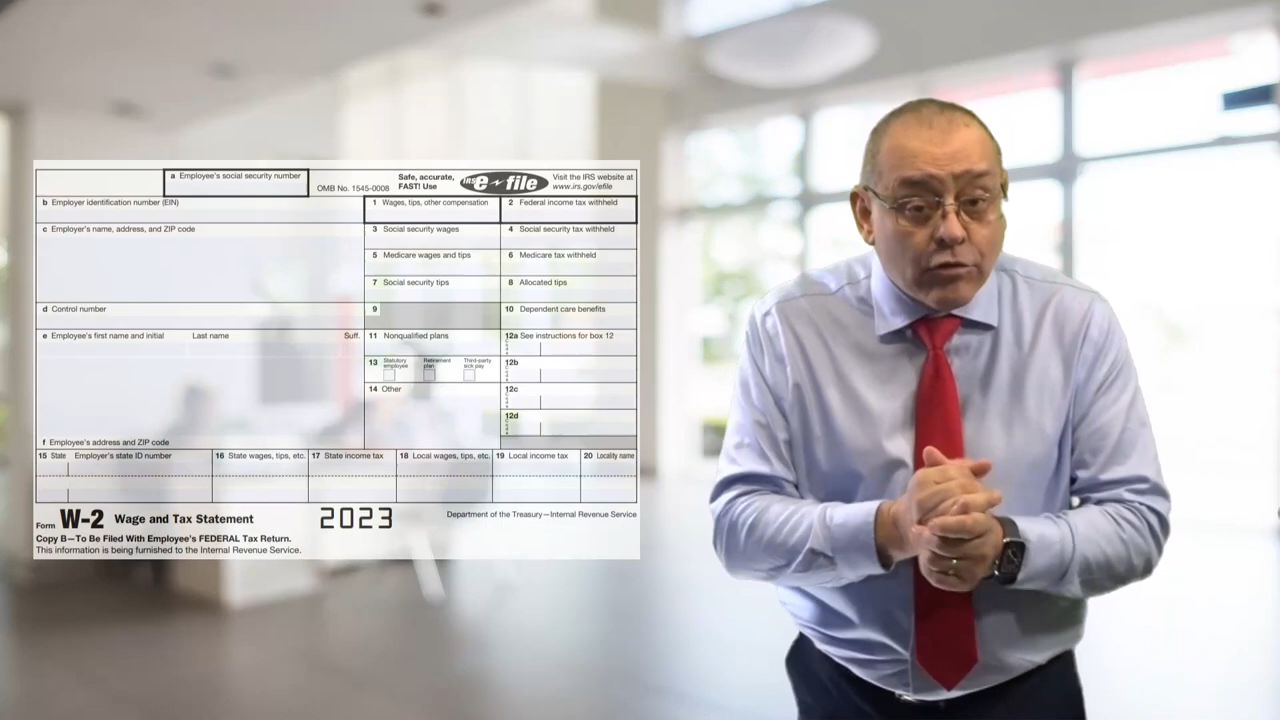 a Employee's social security number
OMB No. 1545-0008
Safe, accurate,
FAST! Use
IRS e~file
Visit the IRS website at
www.irs.gov/efile
b Employer identification number (EIN)
1 Wages, tips, other compensation
2 Federal income tax withheld
c Employer's name, address, and ZIP code
3 Social security wages
4 Social security tax withheld
5 Medicare wages and tips
6 Medicare tax withheld
7 Social security tips
8 Allocated tips
d Control number
9
10 Dependent care benefits
e Employee's first name and initial Last name Suff.
11 Nonqualified plans
12a See instructions for box 12
13 Statutory employee Retirement plan Third-party sick pay
12b
14 Other
12c
12d
f Employee's address and ZIP code
15 State Employer's state ID number
16 State wages, tips, etc.
17 State income tax
18 Local wages, tips, etc.
19 Local income tax
20 Locality name
Form W-2 Wage and Tax Statement
2023
Department of the Treasury—Internal Revenue Service
Copy B—To Be Filed With Employee's FEDERAL Tax Return.
This information is being furnished to the Internal Revenue Service.